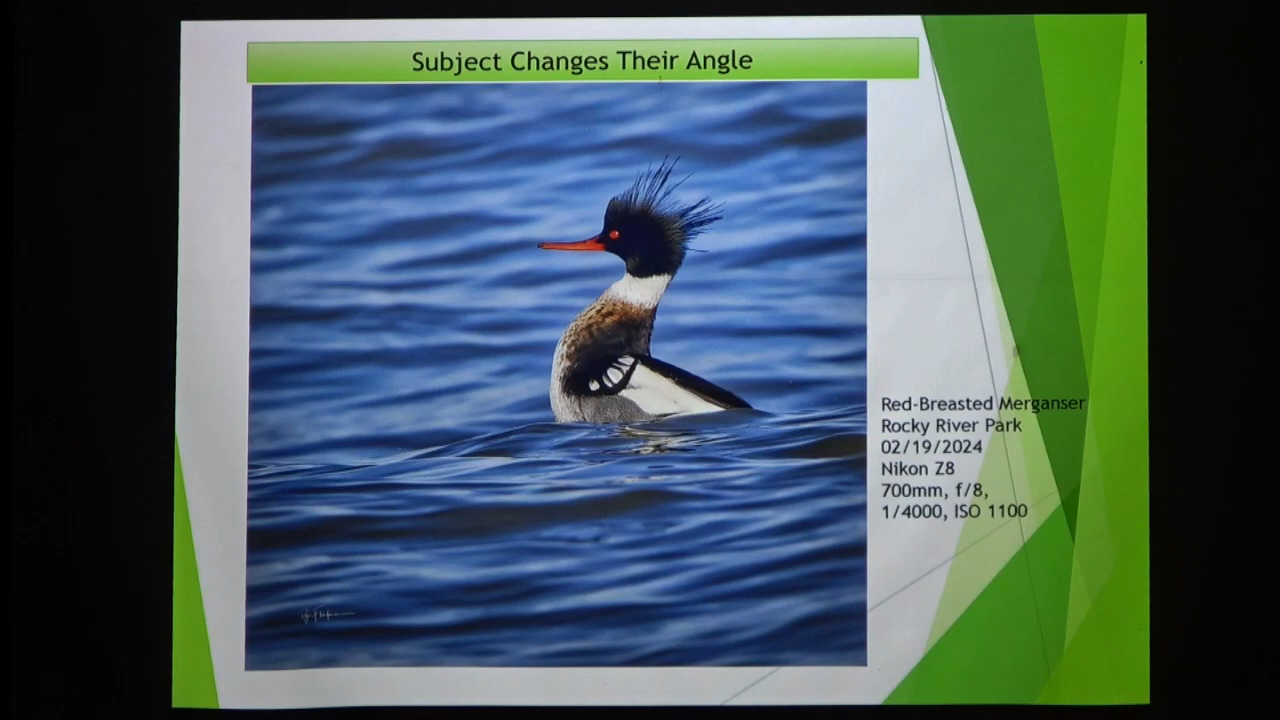 Subject Changes Their Angle
Red-Breasted Merganser
Rocky River Park
02/19/2024
Nikon Z8
700mm, f/8,
1/4000, ISO 1100